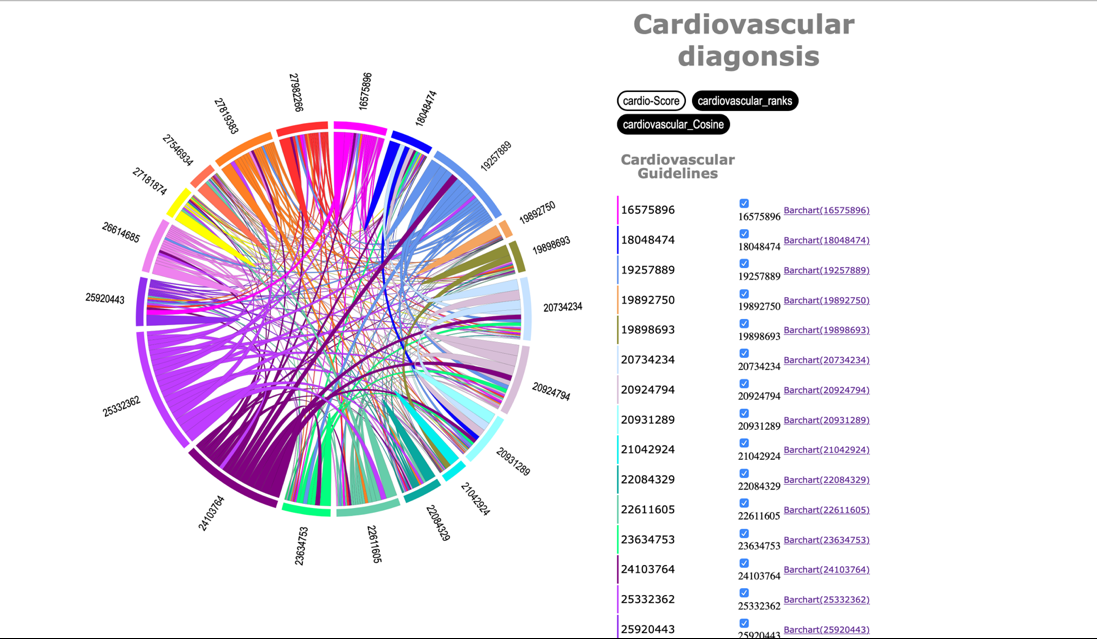 Cardiovascular
diagonsis
cardio-Score
cardiovascular_ranks
cardiovascular_Cosine
Cardiovascular
Guidelines
16575896
16575896
Barchart(16575896)
18048474
18048474
Barchart(18048474)
19257889
19257889
Barchart(19257889)
19892750
19892750
Barchart(19892750)
19898693
19898693
Barchart(19898693)
20734234
20734234
Barchart(20734234)
20924794
20924794
Barchart(20924794)
20931289
20931289
Barchart(20931289)
21042924
21042924
Barchart(21042924)
22084329
22084329
Barchart(22084329)
22611605
22611605
Barchart(22611605)
23634753
23634753
Barchart(23634753)
24103764
24103764
Barchart(24103764)
25332362
25332362
Barchart(25332362)
25920443
25920443
Barchart(25920443)
16575896
18048474
19257889
19892750
19898693
20734234
20924794
20931289
21042924
22084329
22611605
23634753
24103764
25332362
25920443
26614685
27181874
27546934
27819383
27982266